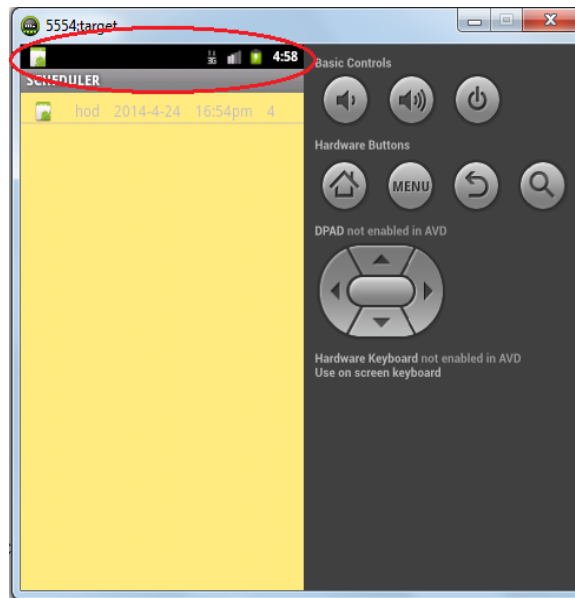 5554:target
3G
4:58
SCHEDULER
hod 2014-4-24 16:54pm 4
Basic Controls
Hardware Buttons
MENU
DPAD not enabled in AVD
Hardware Keyboard not enabled in AVD
Use on screen keyboard